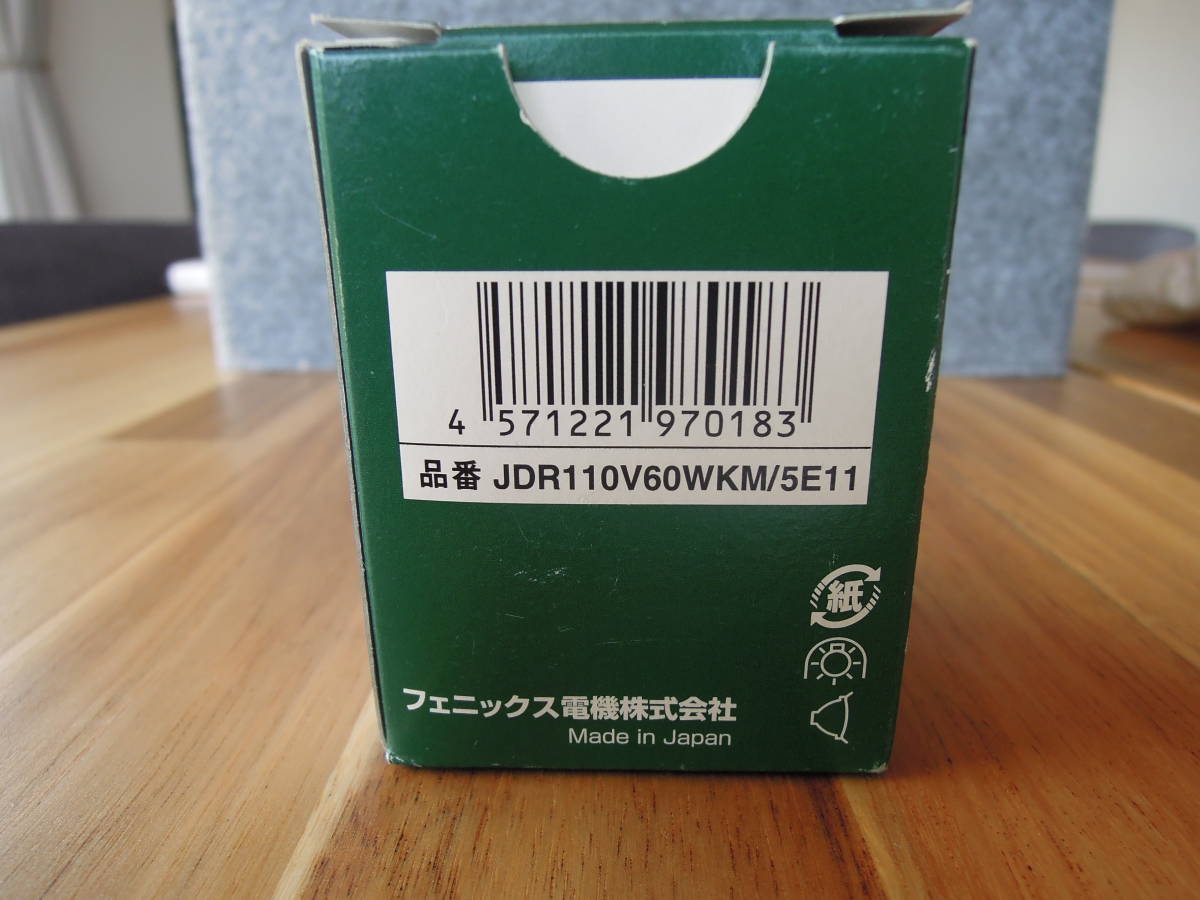 4 571221 970183
品番 JDR110V60WKM/5E11
紙
フェニックス電機株式会社
Made in Japan